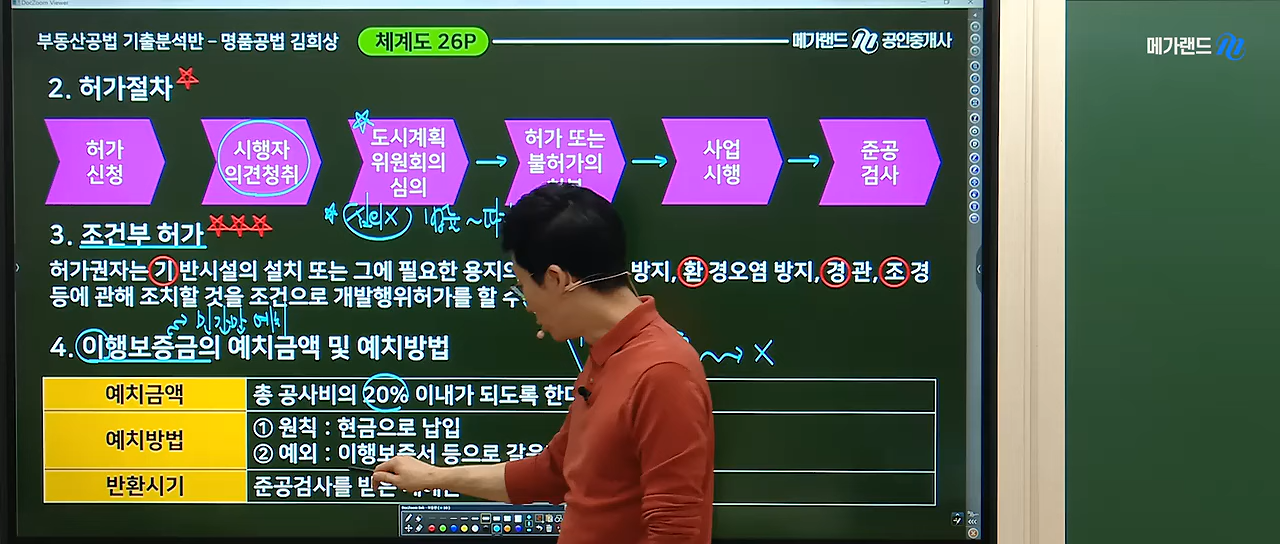 DocZoom Viewer
부동산공법 기출분석반 - 명품공법 김희상
체계도 26P
메가랜드 공인중개사
메가랜드
2. 허가절차
허가 신청
시행자 의견청취
도시계획 위원회의 심의
허가 또는 불허가의
사업 시행
준공 검사
심의X
3. 조건부 허가
허가권자는 기반시설의 설치 또는 그에 필요한 용지의 방지, 환경오염 방지, 경관, 조경
등에 관해 조치할 것을 조건으로 개발행위허가를 할 수
민간만 예치
4. 이행보증금의 예치금액 및 예치방법
X
예치금액 총 공사비의 20% 이내가 되도록 한다
예치방법 ① 원칙 : 현금으로 납입
② 예외 : 이행보증서 등으로
반환시기 준공검사를 받은